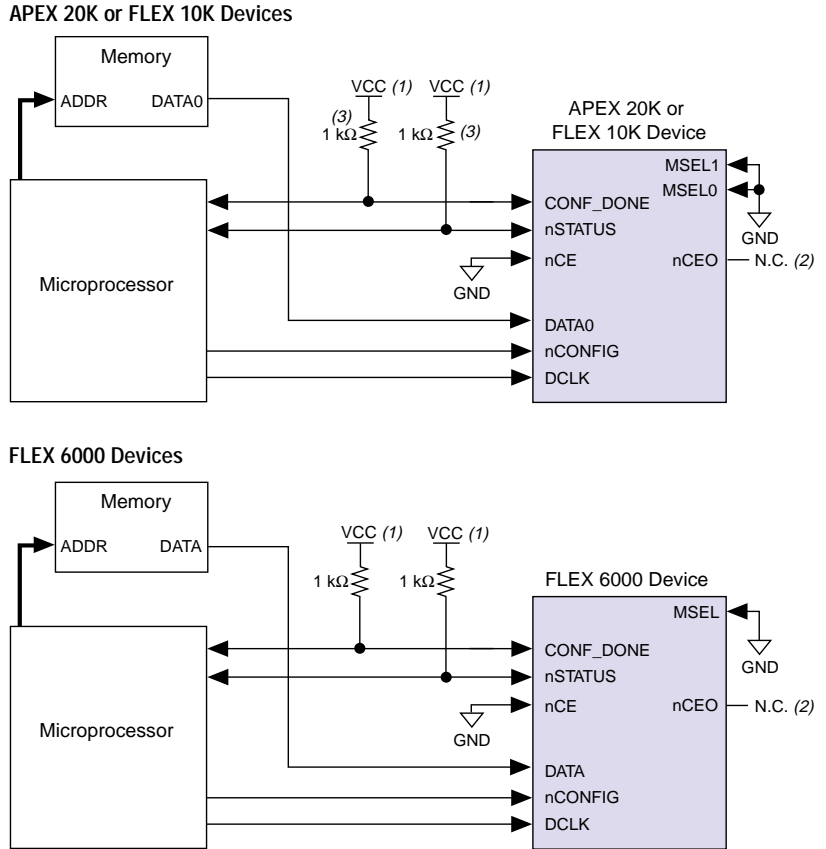 APEX 20K or FLEX 10K Devices
Memory
ADDR DATA0
VCC (1) VCC (1)
(3)
1 kΩ 1 kΩ (3)
APEX 20K or
FLEX 10K Device
MSEL1
MSEL0
GND
CONF_DONE
nSTATUS
nCE
GND
nCEO N.C. (2)
Microprocessor
DATA0
nCONFIG
DCLK
FLEX 6000 Devices
Memory
ADDR DATA
VCC (1) VCC (1)
1 kΩ 1 kΩ
FLEX 6000 Device
MSEL
GND
CONF_DONE
nSTATUS
nCE
GND
nCEO N.C. (2)
Microprocessor
DATA
nCONFIG
DCLK